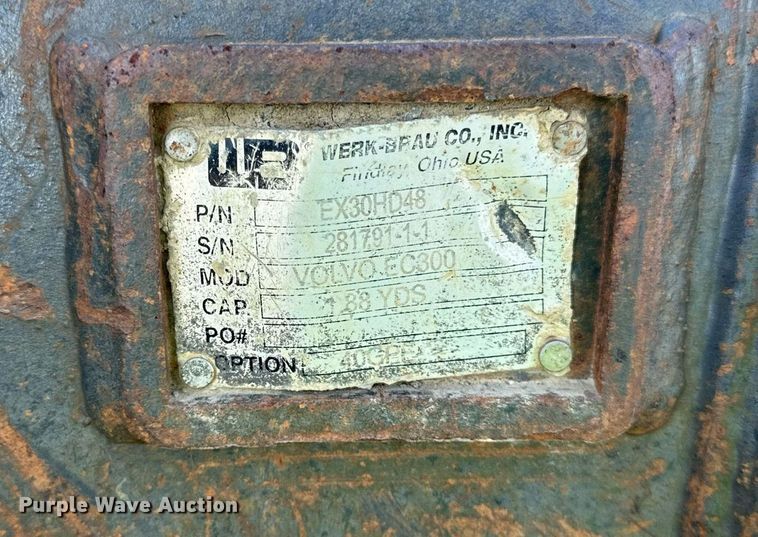 WB WERK-BRAU CO., INC.
Findlay, Ohio USA
P/N EX30HD48
S/N 281791-1-1
MOD VOLVO EC300
CAP. 1.88 YDS
PO#
OPTION
Purple Wave Auction